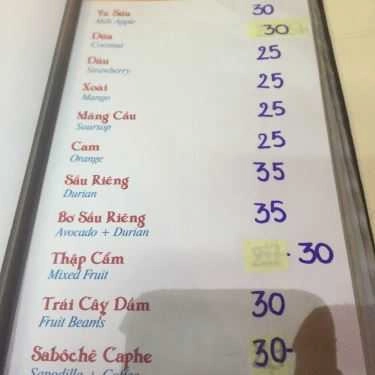 Vú Sữa 30
Milk Apple
Dừa 30
Coconut
Dâu 25
Strawberry
Xoài 25
Mango
Mãng Cầu 25
Soursop
Cam 25
Orange
Sầu Riêng 35
Durian
Bơ Sầu Riêng 35
Avocado + Durian
Thập Cẩm 30
Mixed Fruit
Trái Cây Dầm 30
Fruit Beams
Sabôchê Caphe 30-
Sapodilla + Coffee